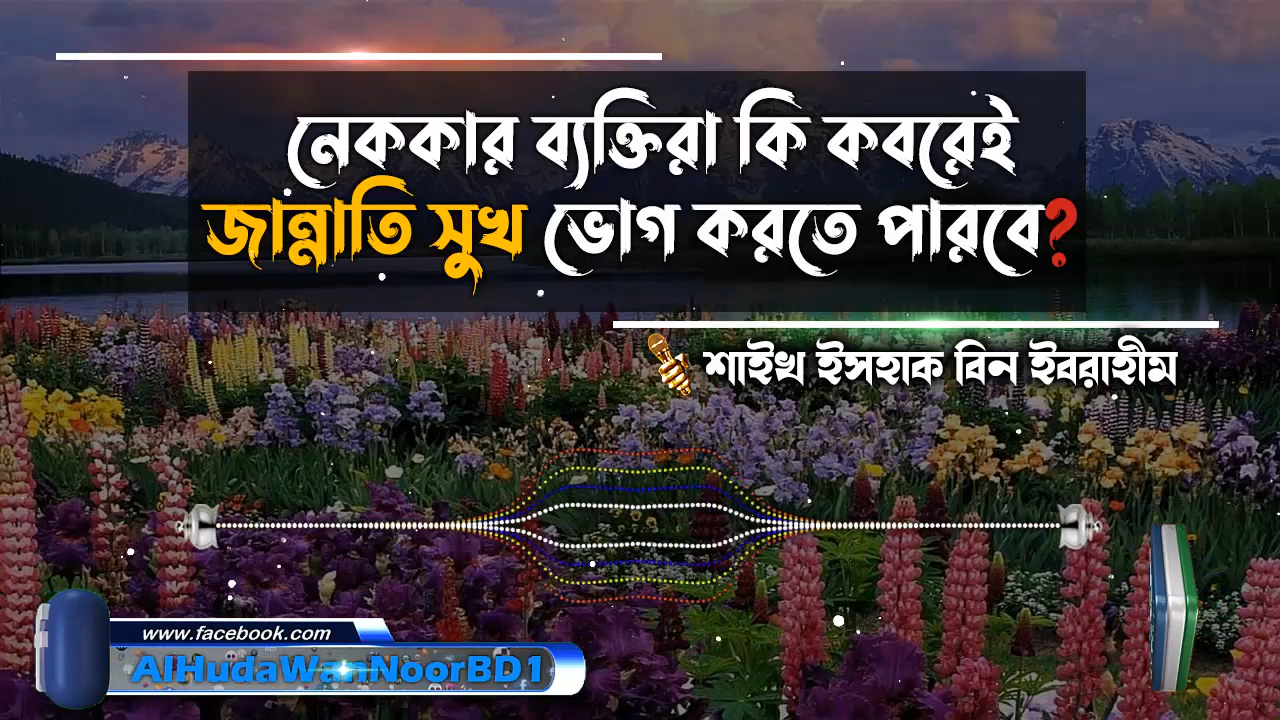 নেককার ব্যক্তিরা কি কবরেই
জান্নাতি সুখ ভোগ করতে পারবে?
শাইখ ইসহাক বিন ইবরাহীম
www.facebook.com
AlHudaWanNoorBD1